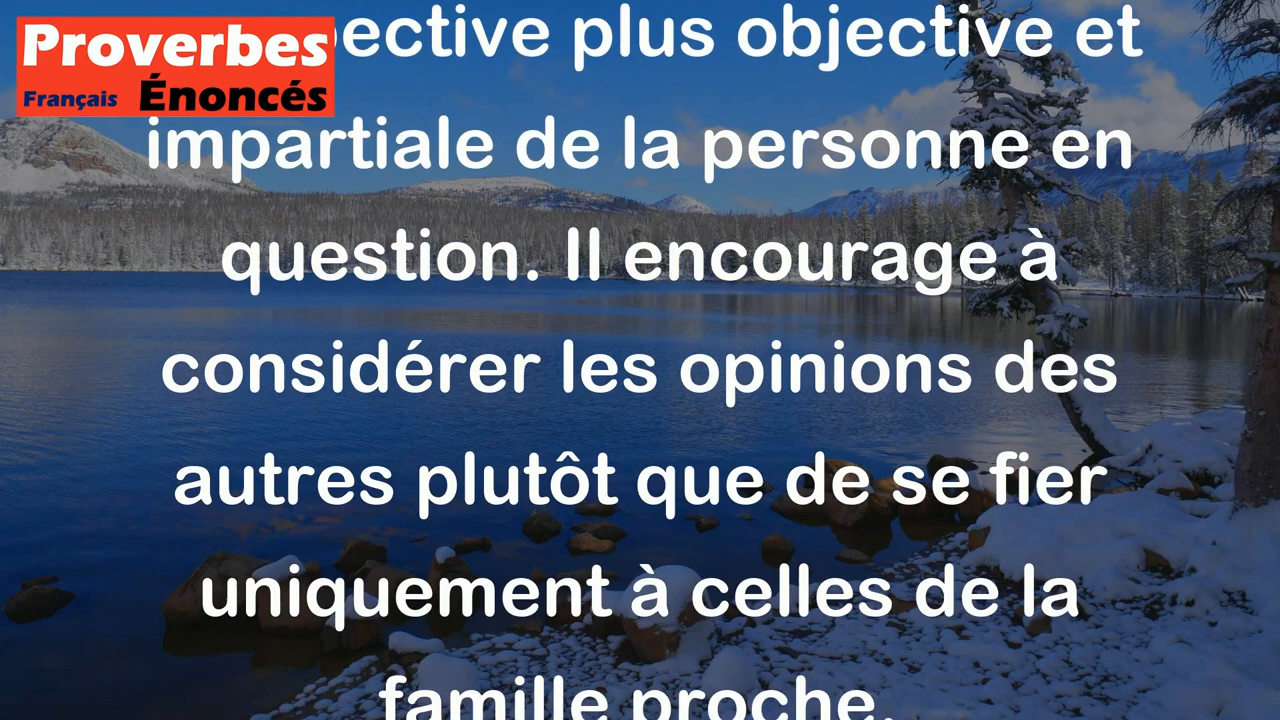 Proverbes
Français Énoncés
pective plus objective et
impartiale de la personne en
question. Il encourage à
considérer les opinions des
autres plutôt que de se fier
uniquement à celles de la
famille proche.